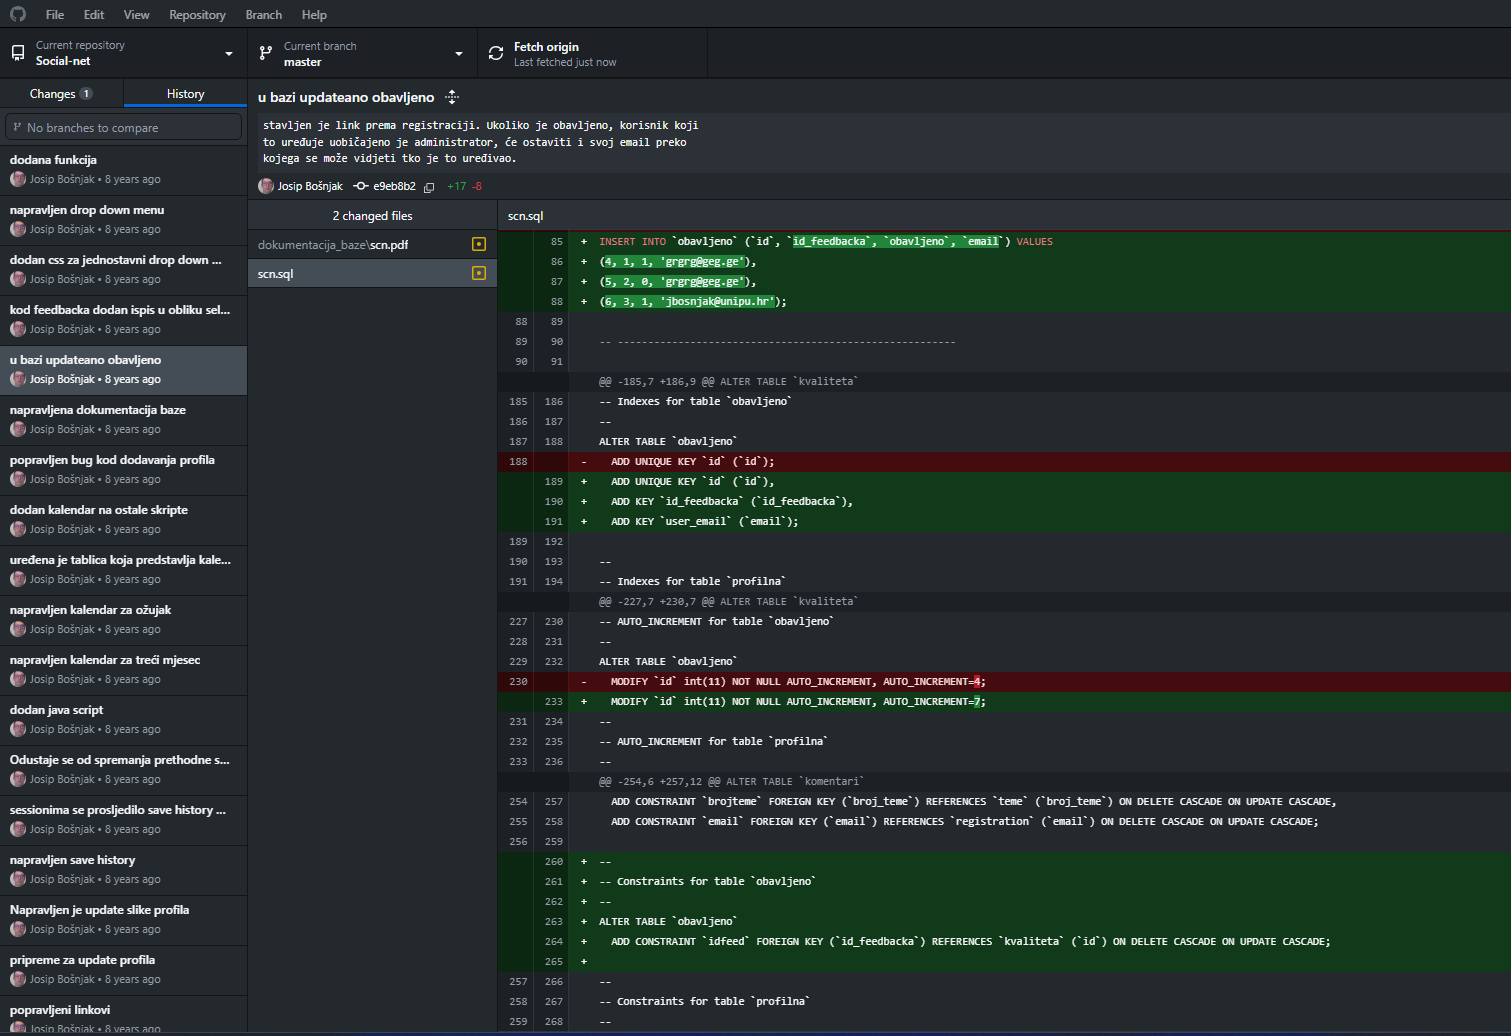 File Edit View Repository Branch Help
Current repository
Social-net
Current branch
master
Fetch origin
Last fetched just now
Changes 1
History
No branches to compare
dodana funkcija
Josip Bošnjak • 8 years ago
napravljen drop down menu
Josip Bošnjak • 8 years ago
dodan css za jednostavni drop down ...
Josip Bošnjak • 8 years ago
kod feedbacka dodan ispis u obliku sel...
Josip Bošnjak • 8 years ago
u bazi updateano obavljeno
Josip Bošnjak • 8 years ago
napravljena dokumentacija baze
Josip Bošnjak • 8 years ago
popravljen bug kod dodavanja profila
Josip Bošnjak • 8 years ago
dodan kalendar na ostale skripte
Josip Bošnjak • 8 years ago
uređena je tablica koja predstavlja kale...
Josip Bošnjak • 8 years ago
napravljen kalendar za ožujak
Josip Bošnjak • 8 years ago
napravljen kalendar za treći mjesec
Josip Bošnjak • 8 years ago
dodan java script
Josip Bošnjak • 8 years ago
Odustaje se od spremanja prethodne s...
Josip Bošnjak • 8 years ago
sessionima se prosljedilo save history ...
Josip Bošnjak • 8 years ago
napravljen save history
Josip Bošnjak • 8 years ago
Napravljen je update slike profila
Josip Bošnjak • 8 years ago
pripreme za update profila
Josip Bošnjak • 8 years ago
popravljeni linkovi
Josip Bošnjak • 8 years ago
u bazi updateano obavljeno
stavljen je link prema registraciji. Ukoliko je obavljeno, korisnik koji
to uređuje uobičajeno je administrator, će ostaviti i svoj email preko
kojega se može vidjeti tko je to uređivao.
Josip Bošnjak e9eb8b2 +17 -8
2 changed files
dokumentacija_baze\scn.pdf
scn.sql
scn.sql
85 + INSERT INTO `obavljeno` (`id`, `id_feedbacka`, `obavljeno`, `email`) VALUES
86 + (4, 1, 1, 'grgrg@geg.ge'),
87 + (5, 2, 0, 'grgrg@geg.ge'),
88 + (6, 3, 1, 'jbosnjak@unipu.hr');
88 89
89 90 -- --------------------------------------------------------
90 91
@@ -185,7 +186,9 @@ ALTER TABLE `kvaliteta`
185 186 -- Indexes for table `obavljeno`
186 187 --
187 188 ALTER TABLE `obavljeno`
188 - ADD UNIQUE KEY `id` (`id`);
189 + ADD UNIQUE KEY `id` (`id`),
190 + ADD KEY `id_feedbacka` (`id_feedbacka`),
191 + ADD KEY `user_email` (`email`);
189 192
190 193 --
191 194 -- Indexes for table `profilna`
@@ -227,7 +230,7 @@ ALTER TABLE `kvaliteta`
227 230 -- AUTO_INCREMENT for table `obavljeno`
228 231 --
229 232 ALTER TABLE `obavljeno`
230 - MODIFY `id` int(11) NOT NULL AUTO_INCREMENT, AUTO_INCREMENT=4;
233 + MODIFY `id` int(11) NOT NULL AUTO_INCREMENT, AUTO_INCREMENT=7;
231 234 --
232 235 -- AUTO_INCREMENT for table `profilna`
233 236 --
@@ -254,6 +257,12 @@ ALTER TABLE `komentari`
254 257 ADD CONSTRAINT `brojteme` FOREIGN KEY (`broj_teme`) REFERENCES `teme` (`broj_teme`) ON DELETE CASCADE ON UPDATE CASCADE,
255 258 ADD CONSTRAINT `email` FOREIGN KEY (`email`) REFERENCES `registration` (`email`) ON DELETE CASCADE ON UPDATE CASCADE;
256 259
260 + --
261 + -- Constraints for table `obavljeno`
262 + --
263 + ALTER TABLE `obavljeno`
264 + ADD CONSTRAINT `idfeed` FOREIGN KEY (`id_feedbacka`) REFERENCES `kvaliteta` (`id`) ON DELETE CASCADE ON UPDATE CASCADE;
265 +
257 266 --
258 267 -- Constraints for table `profilna`
259 268 --